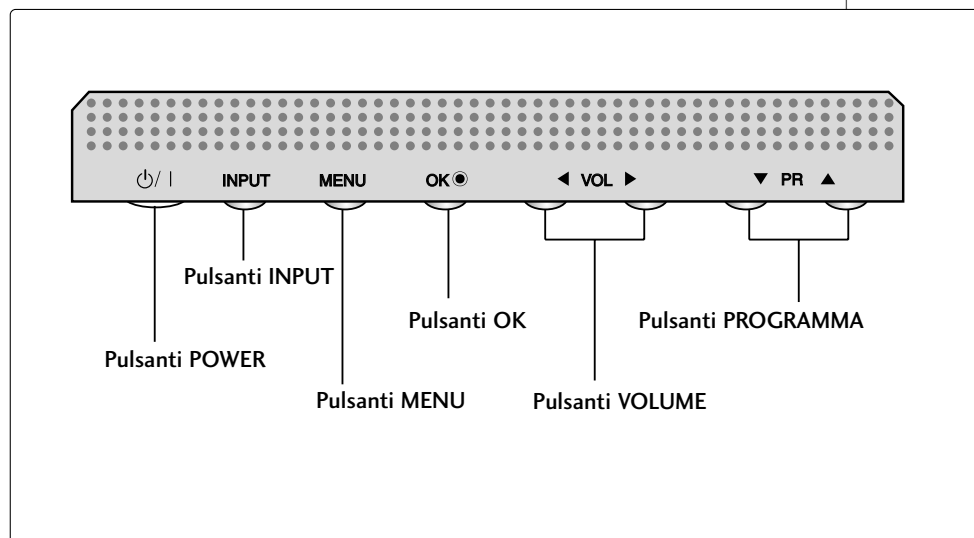 ⏻/ I INPUT MENU OK ◉ ◀ VOL ▶ ▼ PR ▲
Pulsanti INPUT
Pulsanti OK
Pulsanti PROGRAMMA
Pulsanti POWER
Pulsanti MENU
Pulsanti VOLUME